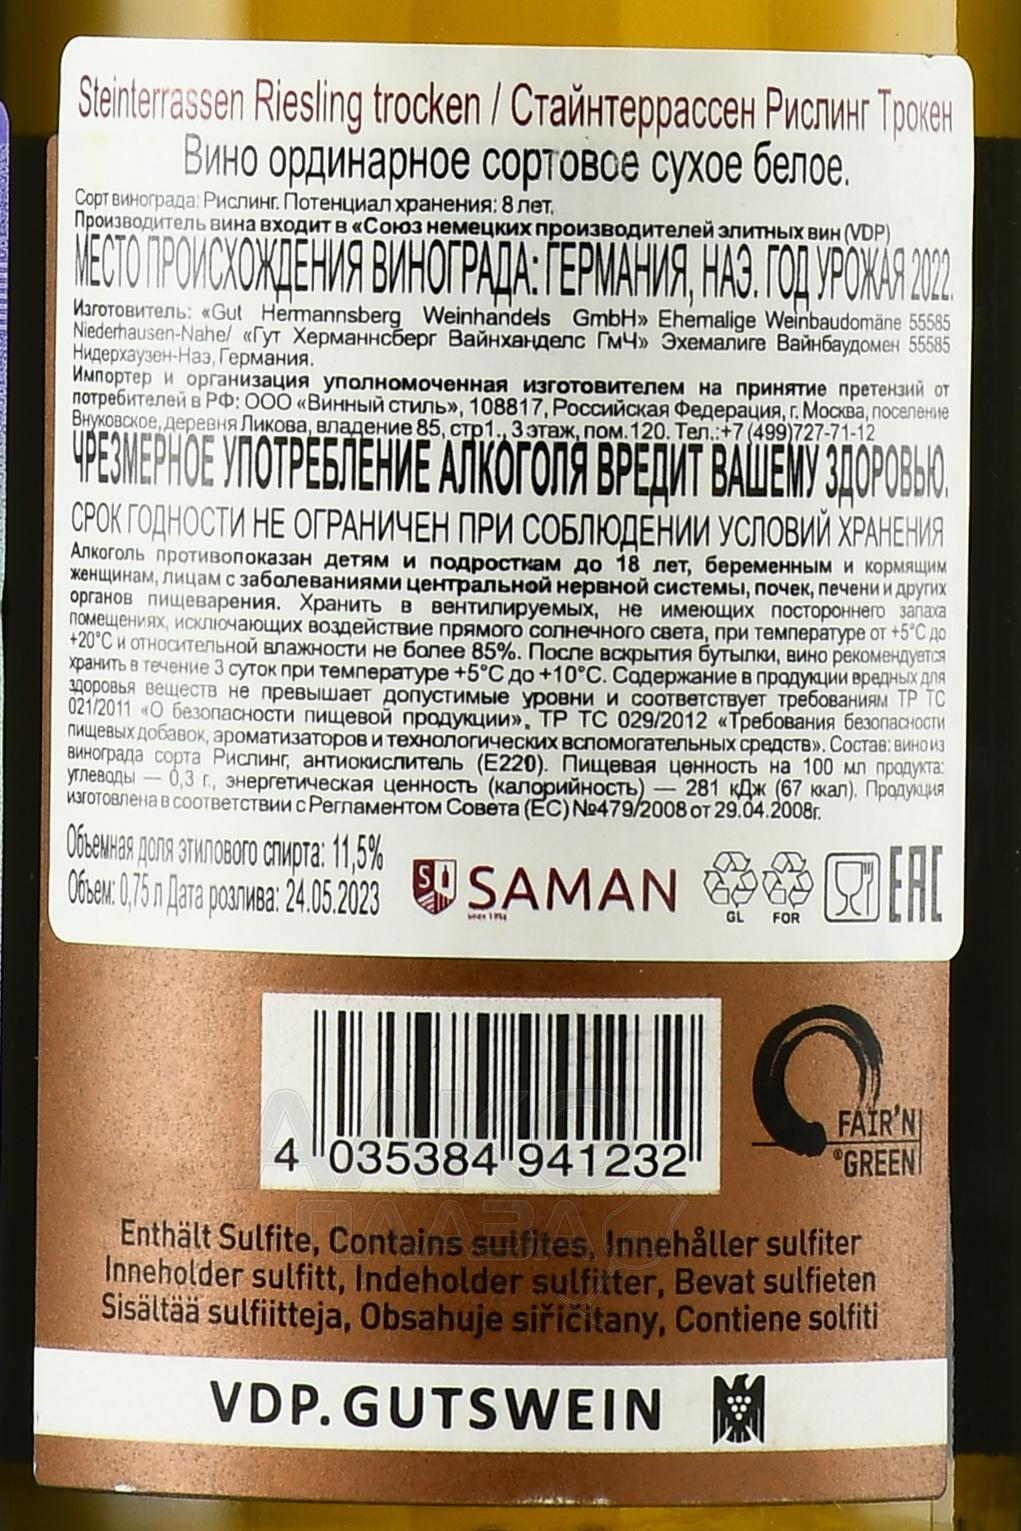 Steinterrassen Riesling trocken / Стайнтеррассен Рислинг Трокен
Вино ординарное сортовое сухое белое.
Сорт винограда: Рислинг. Потенциал хранения: 8 лет.
Производитель вина входит в «Союз немецких производителей элитных вин (VDP)
МЕСТО ПРОИСХОЖДЕНИЯ ВИНОГРАДА: ГЕРМАНИЯ, НАЭ. ГОД УРОЖАЯ 2022.
Изготовитель: «Gut Hermannsberg Weinhandels GmbH» Ehemalige Weinbaudomäne 55585
Niederhausen-Nahe/ «Гут Херманнсберг Вайнханделс ГмЧ» Эхемалиге Вайнбаудомен 55585
Нидерхаузен-Наэ, Германия.
Импортер и организация уполномоченная изготовителем на принятие претензий от
потребителей в РФ: ООО «Винный стиль», 108817, Российская Федерация, г. Москва, поселение
Внуковское, деревня Ликова, владение 85, стр1., 3 этаж, пом.120. Тел.:+7 (499)727-71-12
ЧРЕЗМЕРНОЕ УПОТРЕБЛЕНИЕ АЛКОГОЛЯ ВРЕДИТ ВАШЕМУ ЗДОРОВЬЮ.
СРОК ГОДНОСТИ НЕ ОГРАНИЧЕН ПРИ СОБЛЮДЕНИИ УСЛОВИЙ ХРАНЕНИЯ
Алкоголь противопоказан детям и подросткам до 18 лет, беременным и кормящим
женщинам, лицам с заболеваниями центральной нервной системы, почек, печени и других
органов пищеварения. Хранить в вентилируемых, не имеющих постороннего запаха
помещениях, исключающих воздействие прямого солнечного света, при температуре от +5°C до
+20°C и относительной влажности не более 85%. После вскрытия бутылки, вино рекомендуется
хранить в течение 3 суток при температуре +5°C до +10°C. Содержание в продукции вредных для
здоровья веществ не превышает допустимые уровни и соответствует требованиям ТР ТС
021/2011 «О безопасности пищевой продукции», ТР ТС 029/2012 «Требования безопасности
пищевых добавок, ароматизаторов и технологических вспомогательных средств». Состав: вино из
винограда сорта Рислинг, антиокислитель (E220). Пищевая ценность на 100 мл продукта:
углеводы — 0,3 г., энергетическая ценность (калорийность) — 281 кДж (67 ккал). Продукция
изготовлена в соответствии с Регламентом Совета (ЕС) №479/2008 от 29.04.2008г.
Объемная доля этилового спирта: 11,5%
Объем: 0,75 л Дата розлива: 24.05.2023
S SAMAN
since 1994
GL FOR
EAC
4 035384 941232
FAIR'N
®GREEN
АЛКО
ПЛАЗА
Enthält Sulfite, Contains sulfites, Innehåller sulfiter
Inneholder sulfitt, Indeholder sulfitter, Bevat sulfieten
Sisältää sulfiitteja, Obsahuje siřičitany, Contiene solfiti
VDP.GUTSWEIN